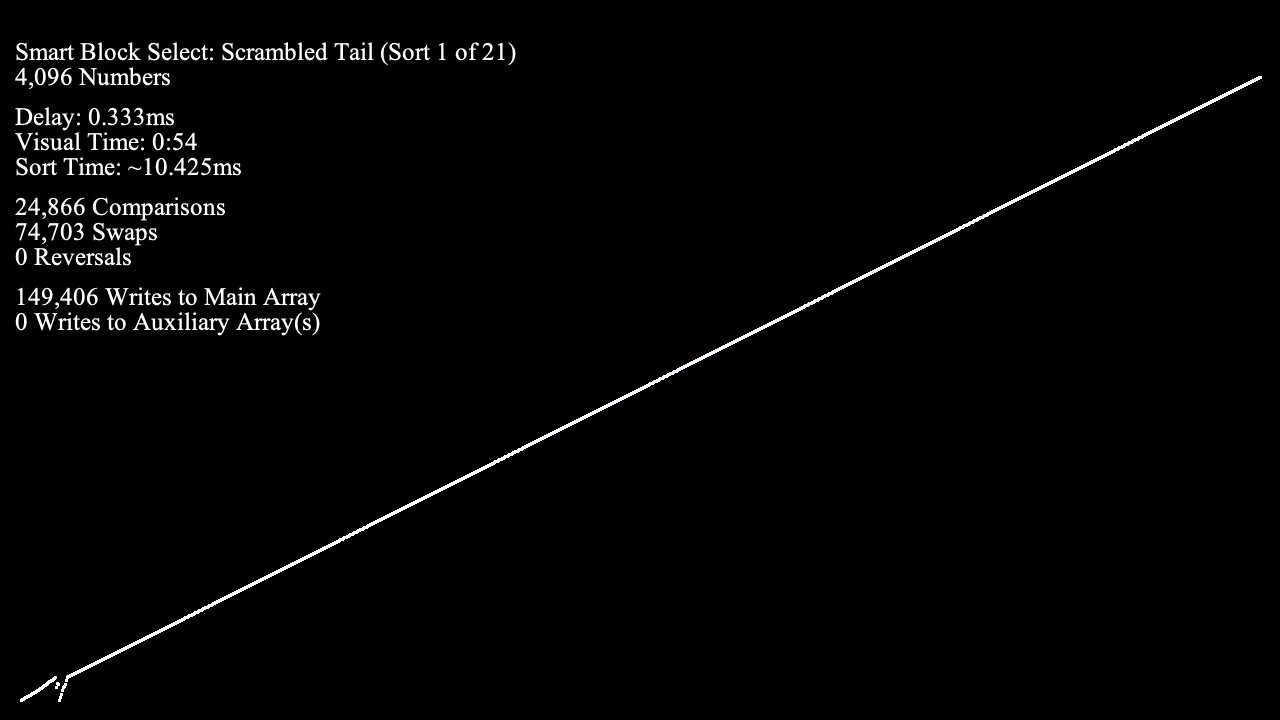 Smart Block Select: Scrambled Tail (Sort 1 of 21)
4,096 Numbers
Delay: 0.333ms
Visual Time: 0:54
Sort Time: ~10.425ms
24,866 Comparisons
74,703 Swaps
0 Reversals
149,406 Writes to Main Array
0 Writes to Auxiliary Array(s)